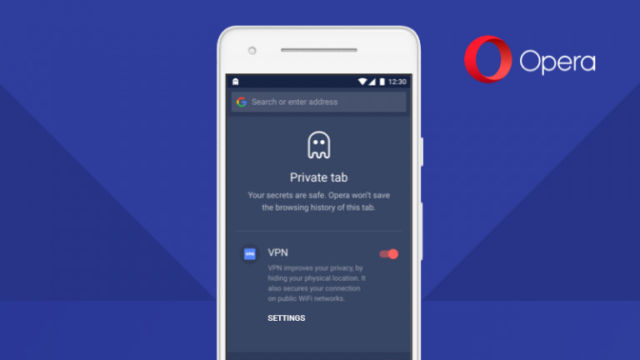 Opera
12:30
Search or enter address
Private tab
Your secrets are safe. Opera won't save
the browsing history of this tab.
VPN
VPN
VPN improves your privacy, by
hiding your physical location. It
also secures your connection
on public WiFi networks.
SETTINGS